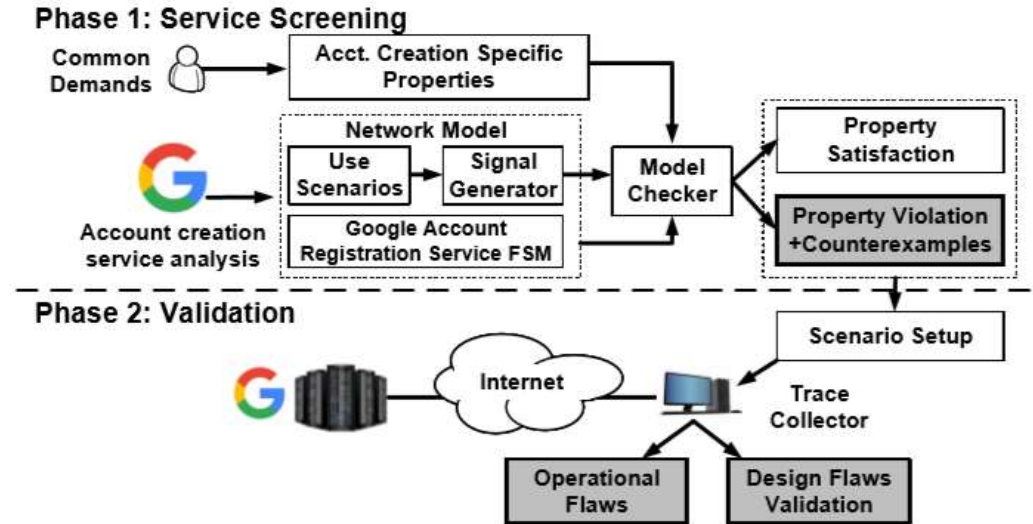 Phase 1: Service Screening
Common
Demands
Acct. Creation Specific
Properties
Network Model
Use
Scenarios
Signal
Generator
Google Account
Registration Service FSM
Account creation
service analysis
Model
Checker
Property
Satisfaction
Property Violation
+Counterexamples
Phase 2: Validation
Scenario Setup
Internet
Trace
Collector
Operational
Flaws
Design Flaws
Validation